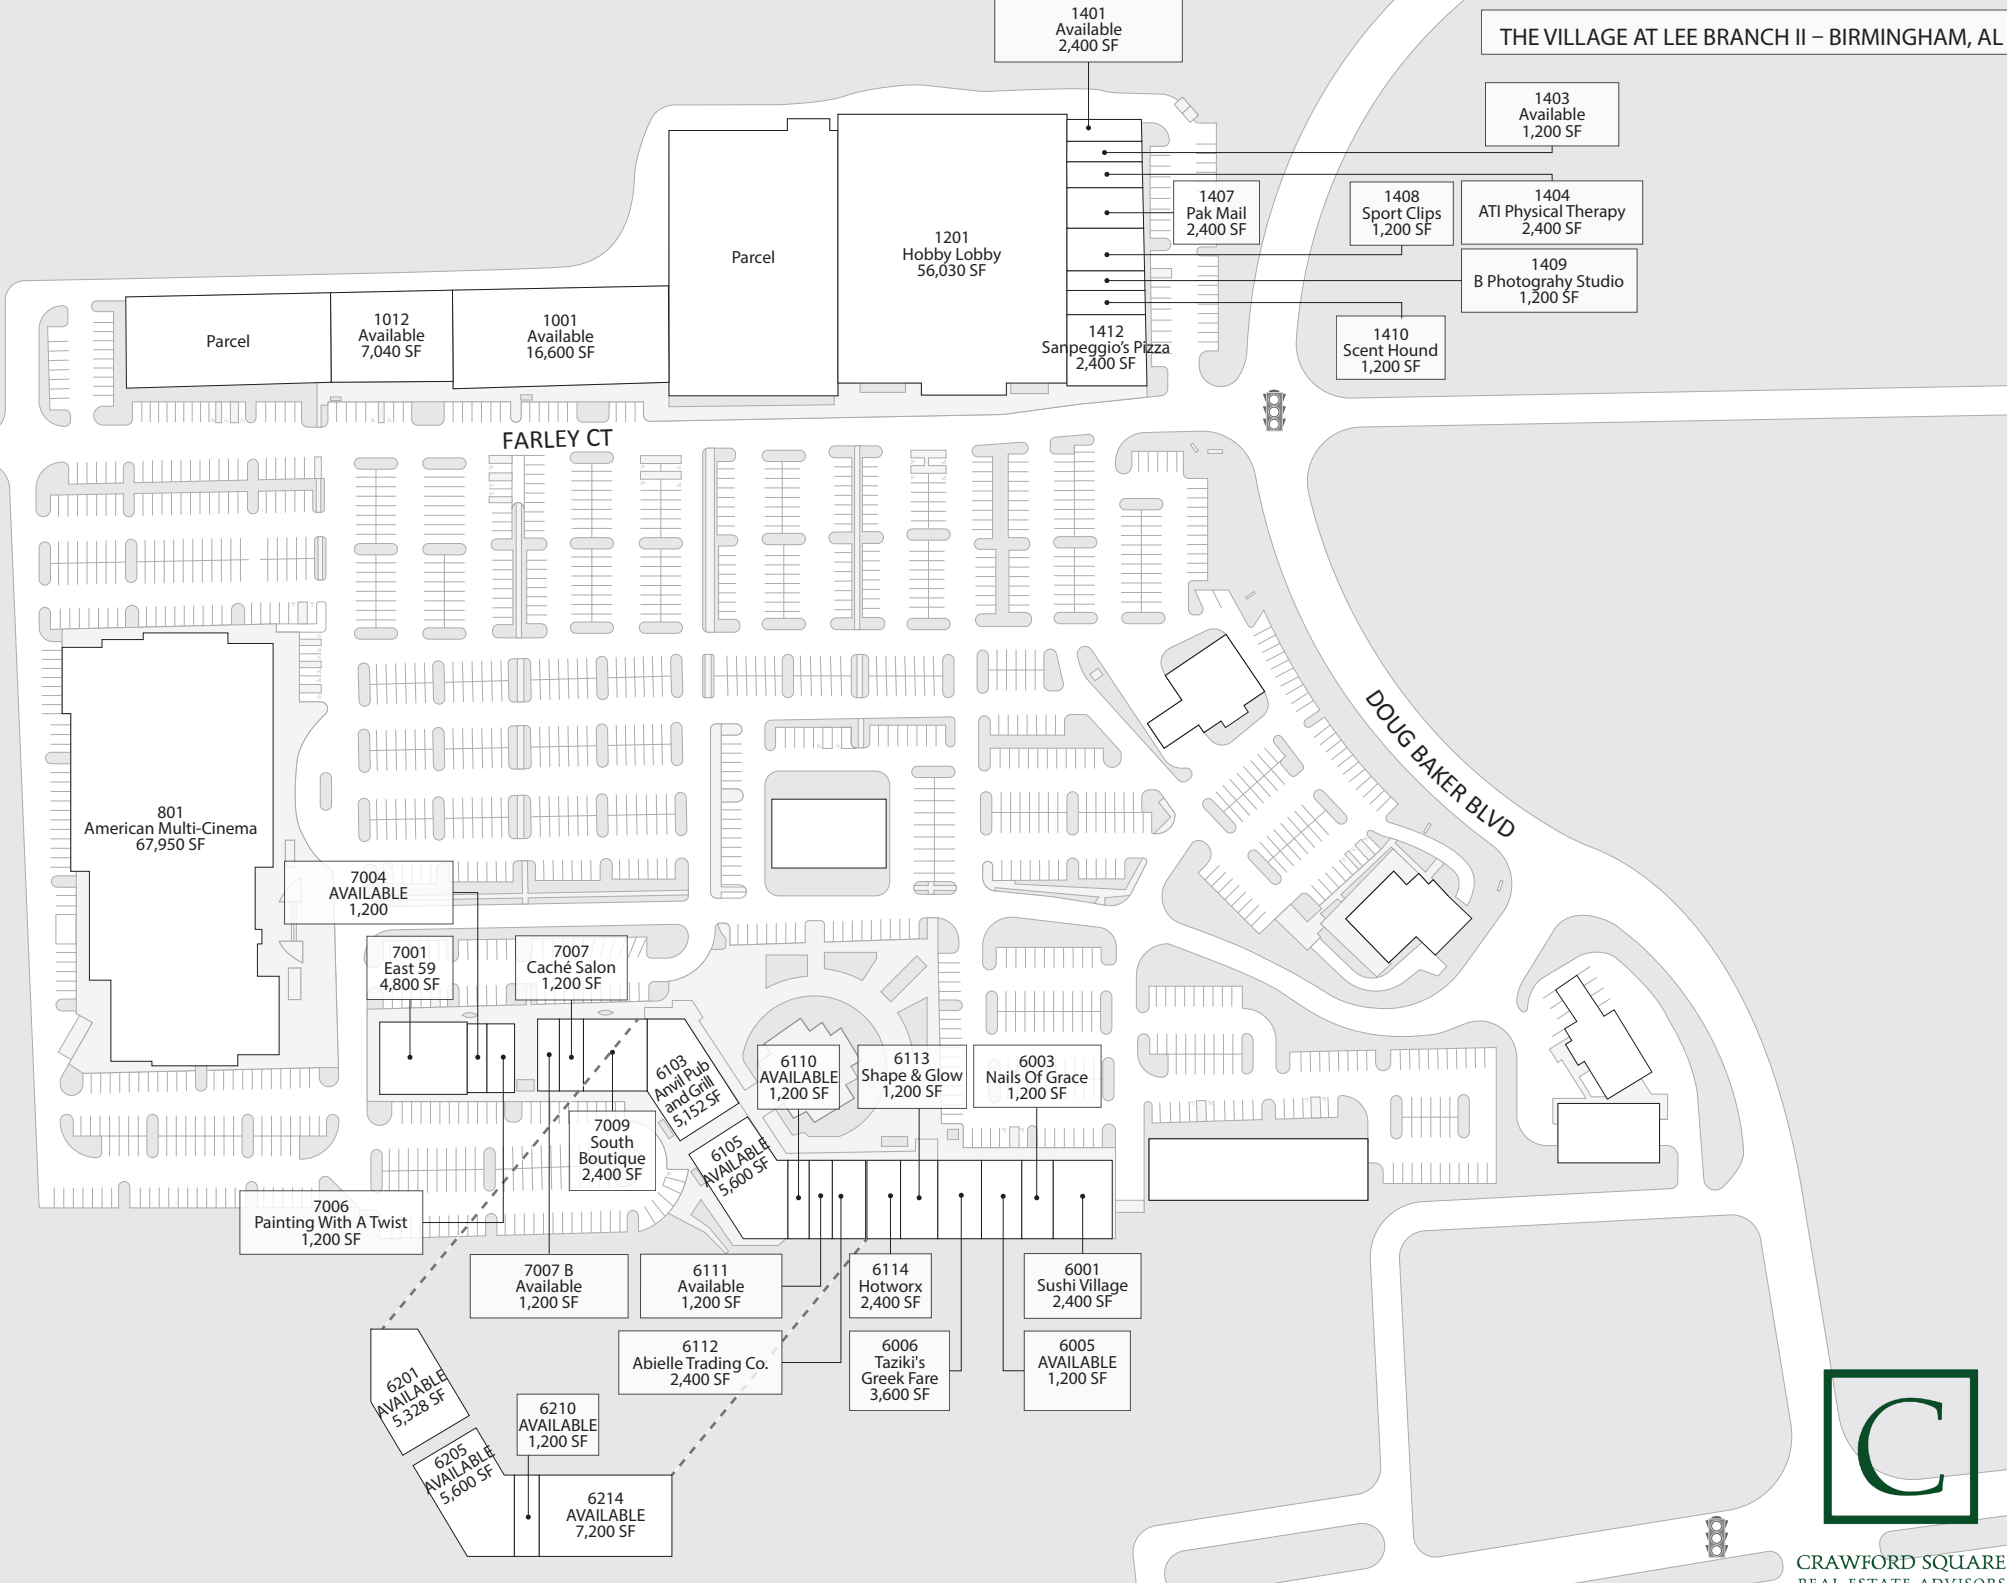 1401
Available
2,400 SF
THE VILLAGE AT LEE BRANCH II – BIRMINGHAM, AL
1403
Available
1,200 SF
1407
Pak Mail
2,400 SF
1408
Sport Clips
1,200 SF
1404
ATI Physical Therapy
2,400 SF
1409
B Photograhy Studio
1,200 SF
1410
Scent Hound
1,200 SF
1412
Sanpeggio's Pizza
2,400 SF
1201
Hobby Lobby
56,030 SF
Parcel
1001
Available
16,600 SF
1012
Available
7,040 SF
Parcel
FARLEY CT
DOUG BAKER BLVD
801
American Multi-Cinema
67,950 SF
7004
AVAILABLE
1,200
7001
East 59
4,800 SF
7007
Caché Salon
1,200 SF
6103
Anvil Pub
and Grill
5,152 SF
6110
AVAILABLE
1,200 SF
6113
Shape & Glow
1,200 SF
6003
Nails Of Grace
1,200 SF
7009
South
Boutique
2,400 SF
6105
AVAILABLE
5,600 SF
7006
Painting With A Twist
1,200 SF
7007 B
Available
1,200 SF
6111
Available
1,200 SF
6114
Hotworx
2,400 SF
6001
Sushi Village
2,400 SF
6112
Abielle Trading Co.
2,400 SF
6006
Taziki's
Greek Fare
3,600 SF
6005
AVAILABLE
1,200 SF
6201
AVAILABLE
5,328 SF
6210
AVAILABLE
1,200 SF
6205
AVAILABLE
5,600 SF
6214
AVAILABLE
7,200 SF
C
CRAWFORD SQUARE
REAL ESTATE ADVISORS